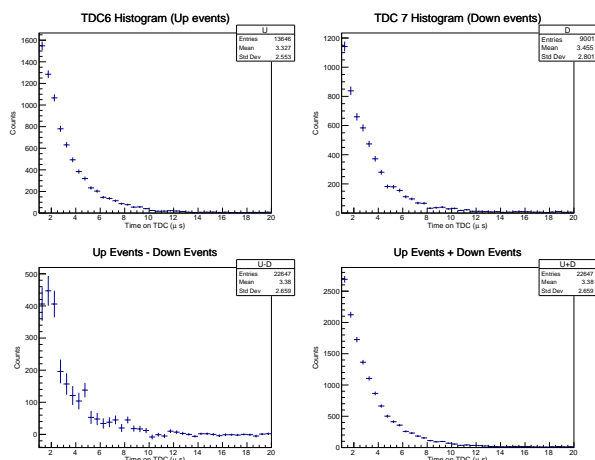 TDC6 Histogram (Up events)
U
Entries 13646
Mean 3.327
Std Dev 2.553
Counts
1600
1400
1200
1000
800
600
400
200
0
2 4 6 8 10 12 14 16 18 20
Time on TDC (μ s)
TDC 7 Histogram (Down events)
D
Entries 9001
Mean 3.455
Std Dev 2.801
Counts
1200
1000
800
600
400
200
0
2 4 6 8 10 12 14 16 18 20
Time on TDC (μ s)
Up Events - Down Events
U-D
Entries 22647
Mean 3.38
Std Dev 2.659
Counts
500
400
300
200
100
0
2 4 6 8 10 12 14 16 18 20
Time on TDC (μ s)
Up Events + Down Events
U+D
Entries 22647
Mean 3.38
Std Dev 2.659
Counts
2500
2000
1500
1000
500
0
2 4 6 8 10 12 14 16 18 20
Time on TDC (μ s)